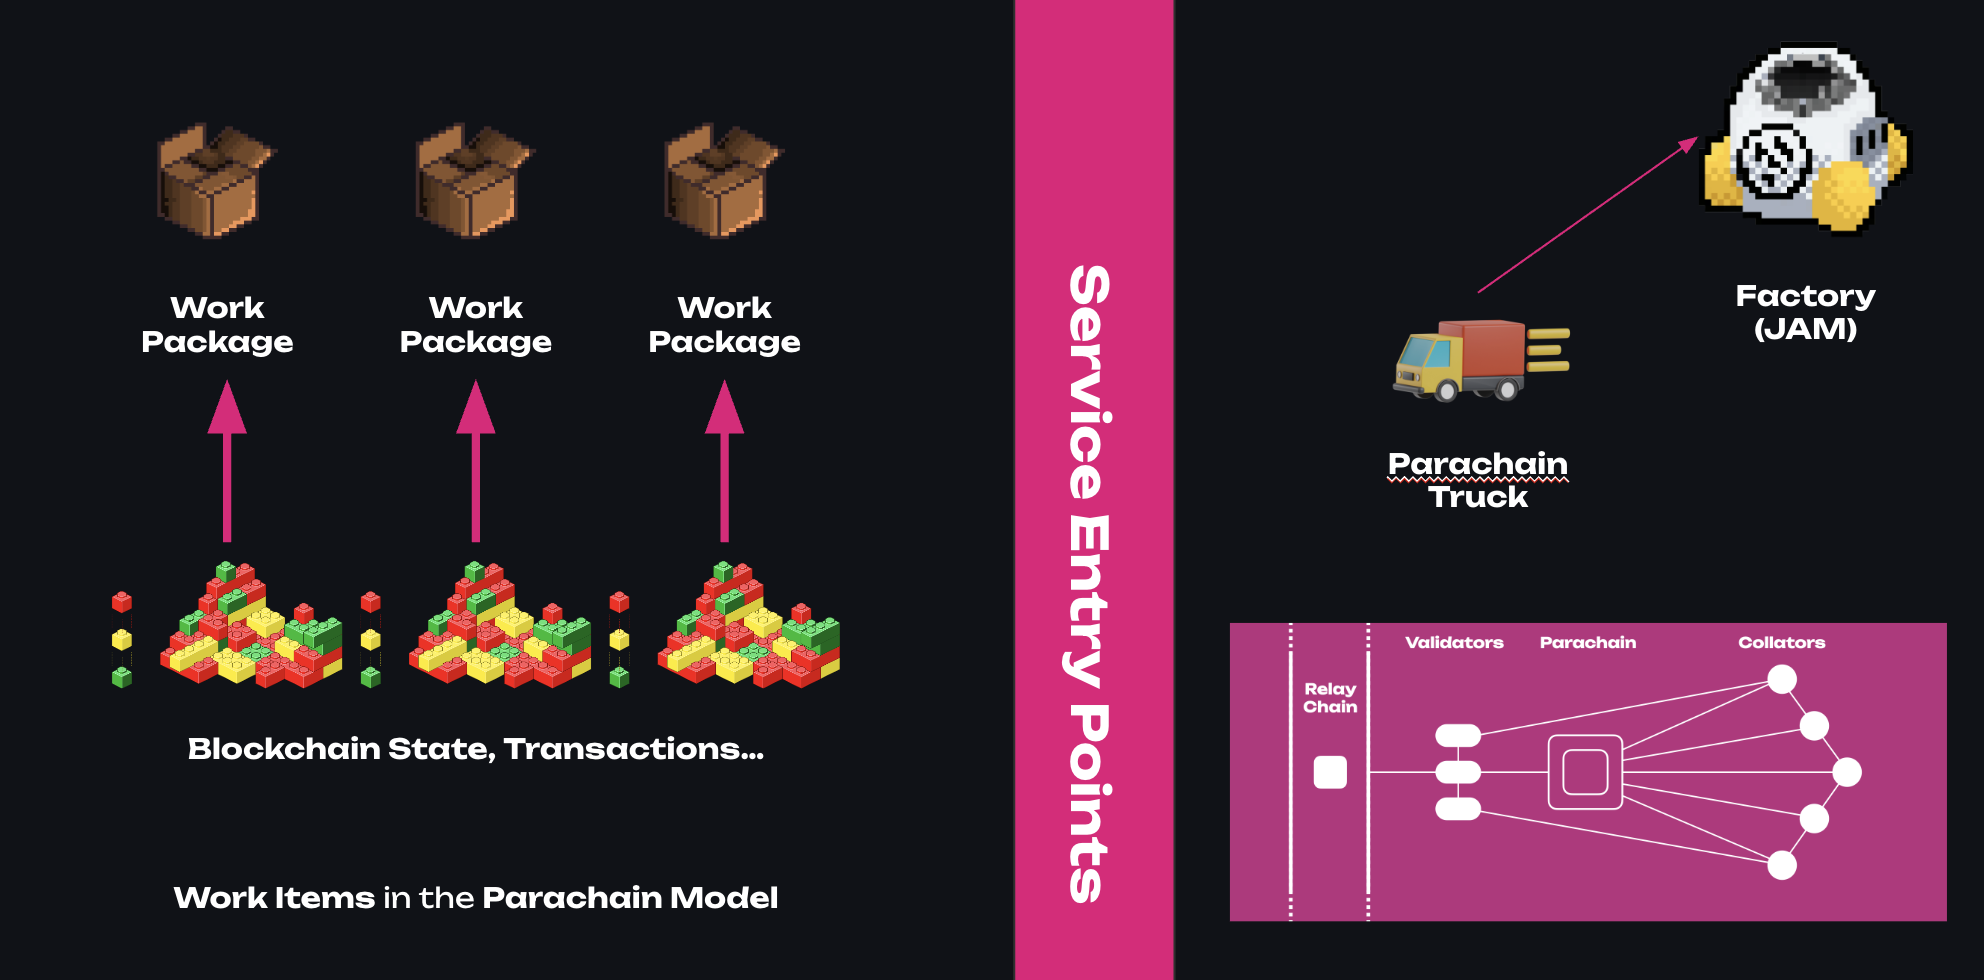 Work
Package
Work
Package
Work
Package
Blockchain State, Transactions...
Work Items in the Parachain Model
Service Entry Points
Factory
(JAM)
Parachain
Truck
Validators
Parachain
Collators
Relay
Chain